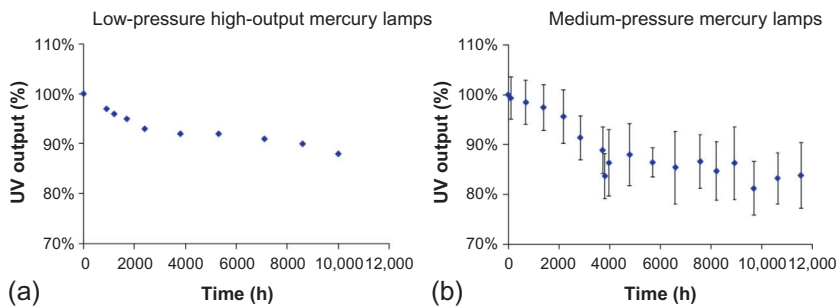 Low-pressure high-output mercury lamps
110%
100%
90%
80%
70%
UV output (%)
0 2000 4000 6000 8000 10,000 12,000
Time (h)
(a)
Medium-pressure mercury lamps
110%
100%
90%
80%
70%
UV output (%)
0 2000 4000 6000 8000 10,000 12,000
Time (h)
(b)